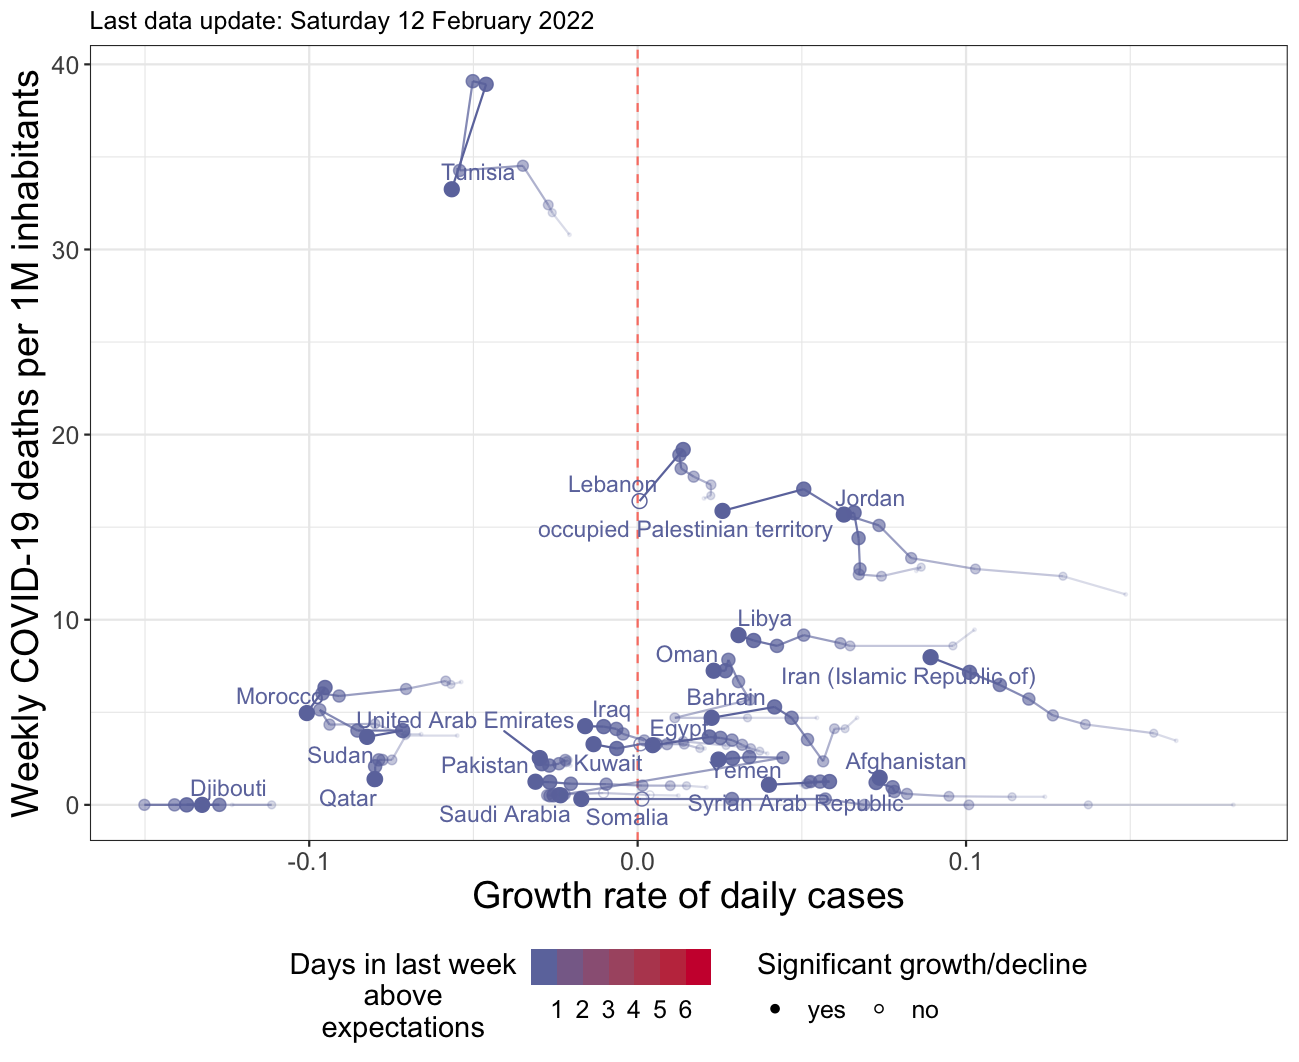 Last data update: Saturday 12 February 2022
Weekly COVID-19 deaths per 1M inhabitants
40
30
20
10
0
Tunisia
Lebanon
Jordan
occupied Palestinian territory
Libya
Oman
Iran (Islamic Republic of)
Morocco
Bahrain
United Arab Emirates
Iraq
Egypt
Sudan
Pakistan
Kuwait
Yemen
Afghanistan
Djibouti
Qatar
Syrian Arab Republic
Saudi Arabia
Somalia
-0.1
0.0
0.1
Growth rate of daily cases
Days in last week
above
expectations
1 2 3 4 5 6
Significant growth/decline
yes no